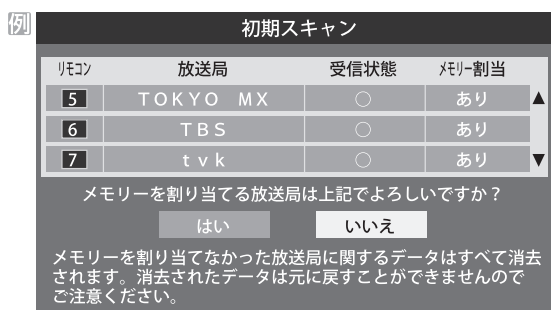 例
初期スキャン
ﾘﾓｺﾝ 放送局 受信状態 ﾒﾓﾘｰ割当
5 ＴＯＫＹＯ　ＭＸ ○ あり ▲
6 ＴＢＳ ○ あり
7 ｔｖｋ ○ あり ▼
メモリーを割り当てる放送局は上記でよろしいですか？
はい いいえ
メモリーを割り当てなかった放送局に関するデータはすべて消去
されます。消去されたデータは元に戻すことができませんので
ご注意ください。